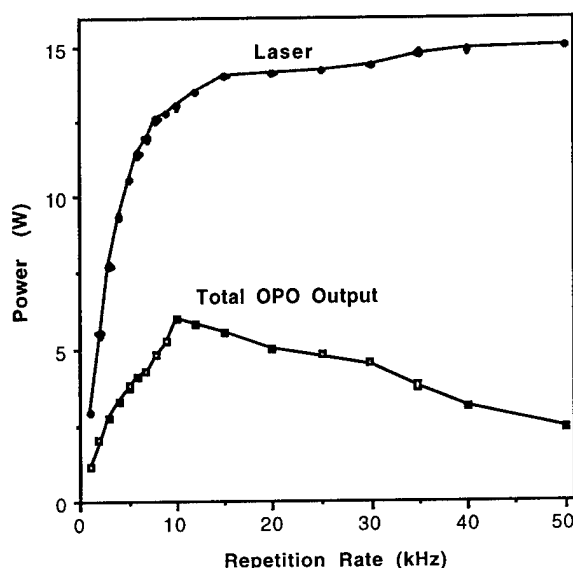 15
Laser
10
Power (W)
Total OPO Output
5
0
0 10 20 30 40 50
Repetition Rate (kHz)